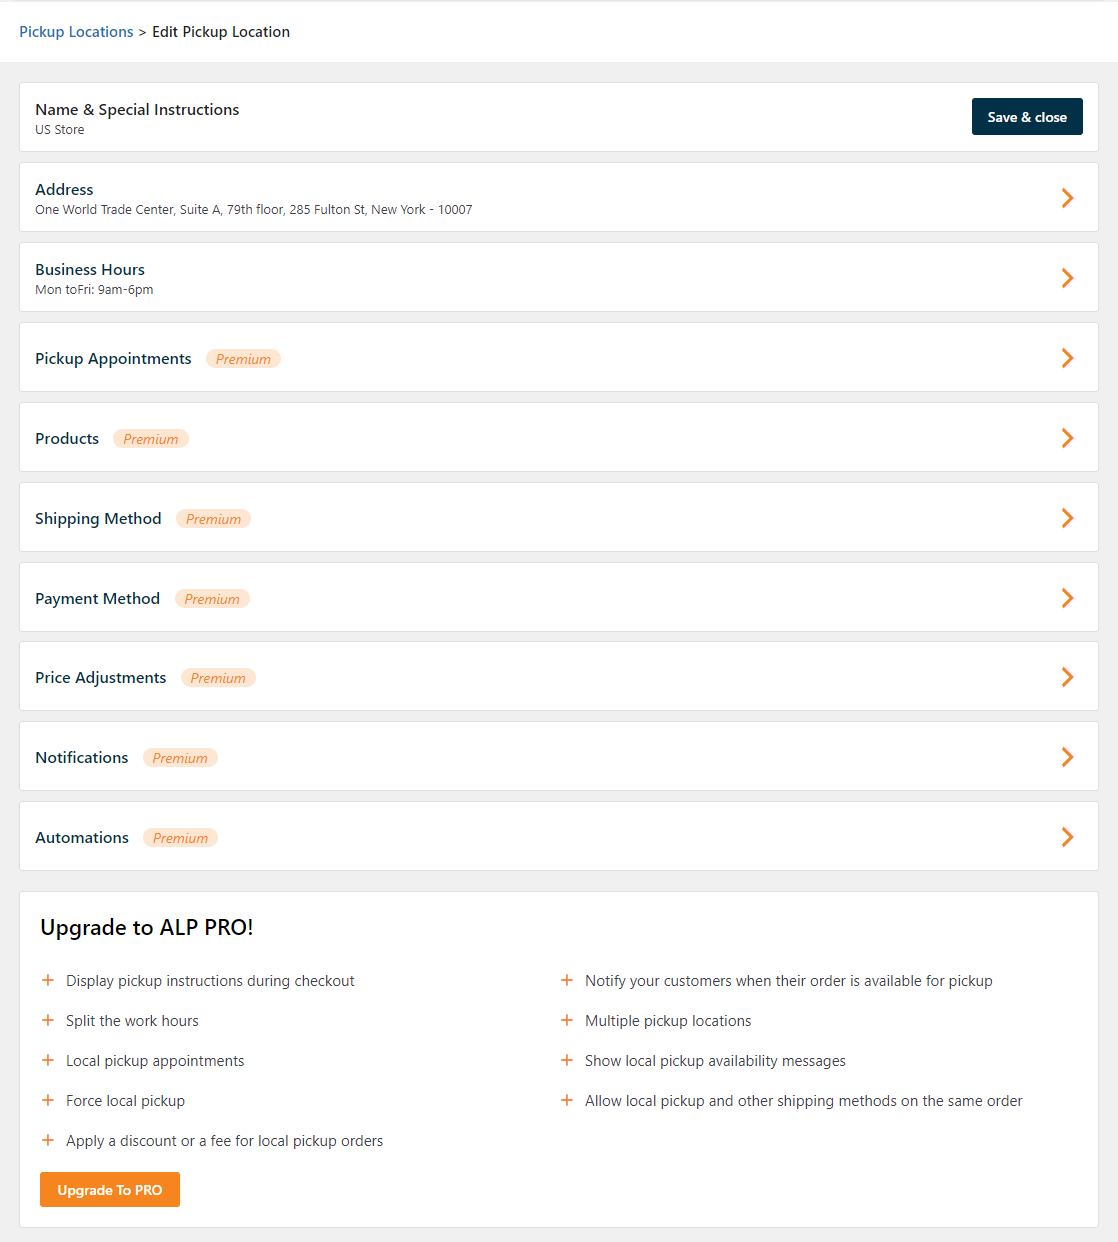 Pickup Locations > Edit Pickup Location
Name & Special Instructions
US Store
Save & close
Address
One World Trade Center, Suite A, 79th floor, 285 Fulton St, New York - 10007
Business Hours
Mon toFri: 9am-6pm
Pickup Appointments Premium
Products Premium
Shipping Method Premium
Payment Method Premium
Price Adjustments Premium
Notifications Premium
Automations Premium
Upgrade to ALP PRO!
+ Display pickup instructions during checkout
+ Split the work hours
+ Local pickup appointments
+ Force local pickup
+ Apply a discount or a fee for local pickup orders
+ Notify your customers when their order is available for pickup
+ Multiple pickup locations
+ Show local pickup availability messages
+ Allow local pickup and other shipping methods on the same order
Upgrade To PRO